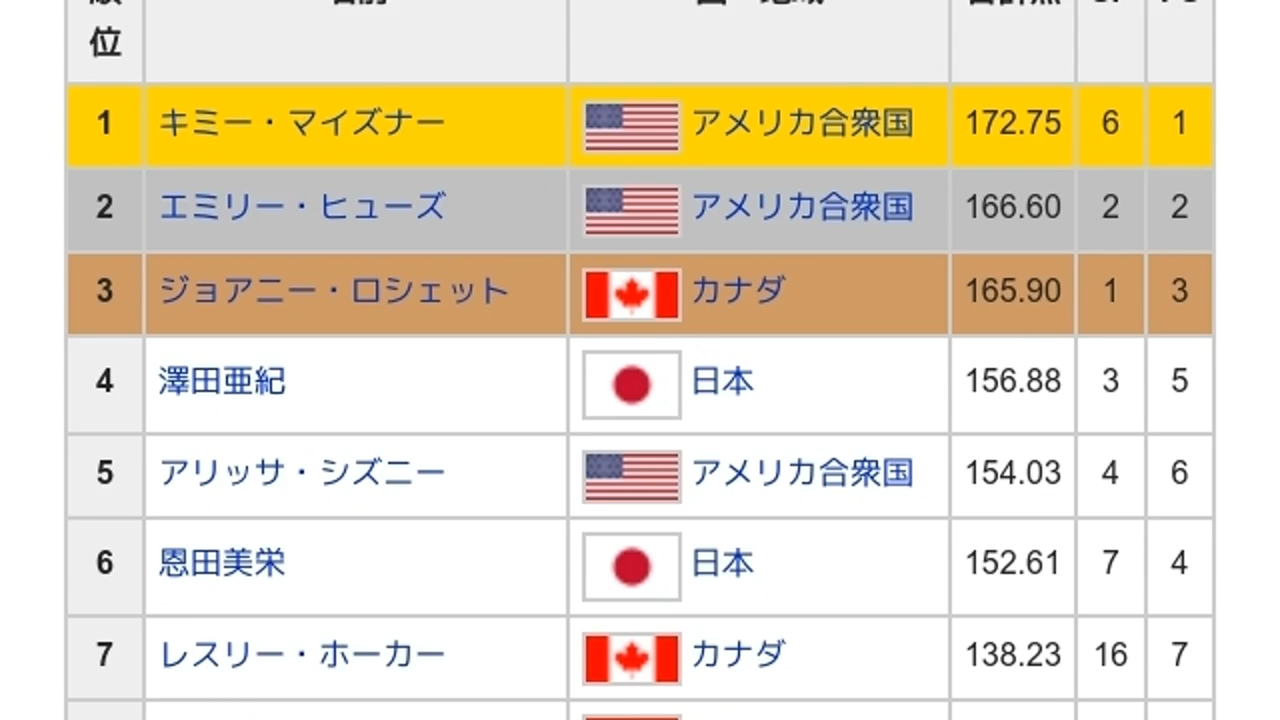 位
1 キミー・マイズナー アメリカ合衆国 172.75 6 1
2 エミリー・ヒューズ アメリカ合衆国 166.60 2 2
3 ジョアニー・ロシェット カナダ 165.90 1 3
4 澤田亜紀 日本 156.88 3 5
5 アリッサ・シズニー アメリカ合衆国 154.03 4 6
6 恩田美栄 日本 152.61 7 4
7 レスリー・ホーカー カナダ 138.23 16 7